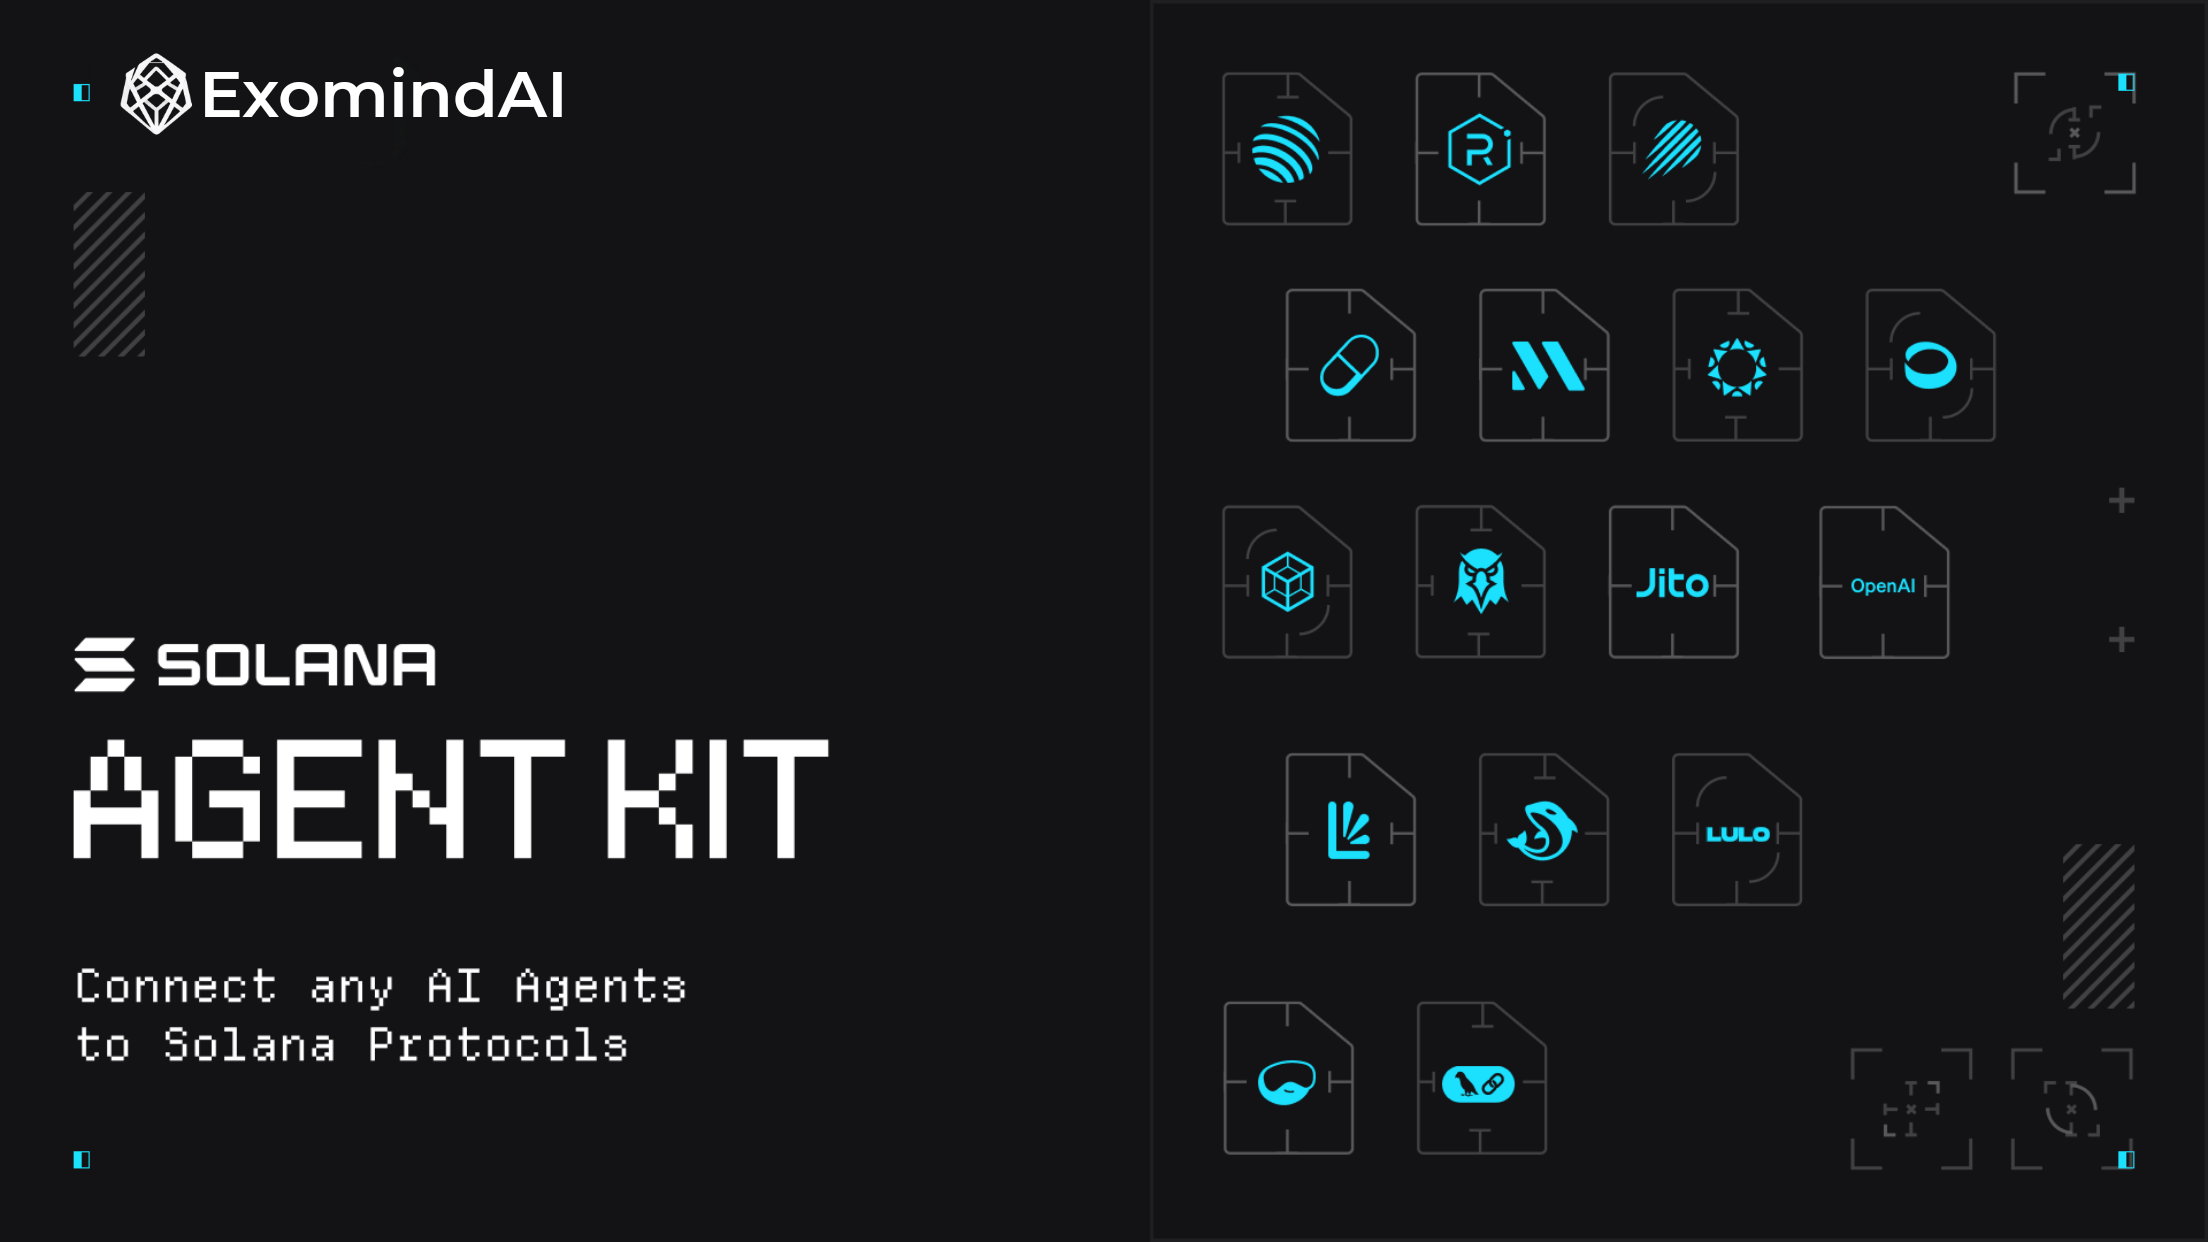 ExomindAI
SOLANA
AGENT KIT
Connect any AI Agents
to Solana Protocols
R
Jito
OpenAI
LULO